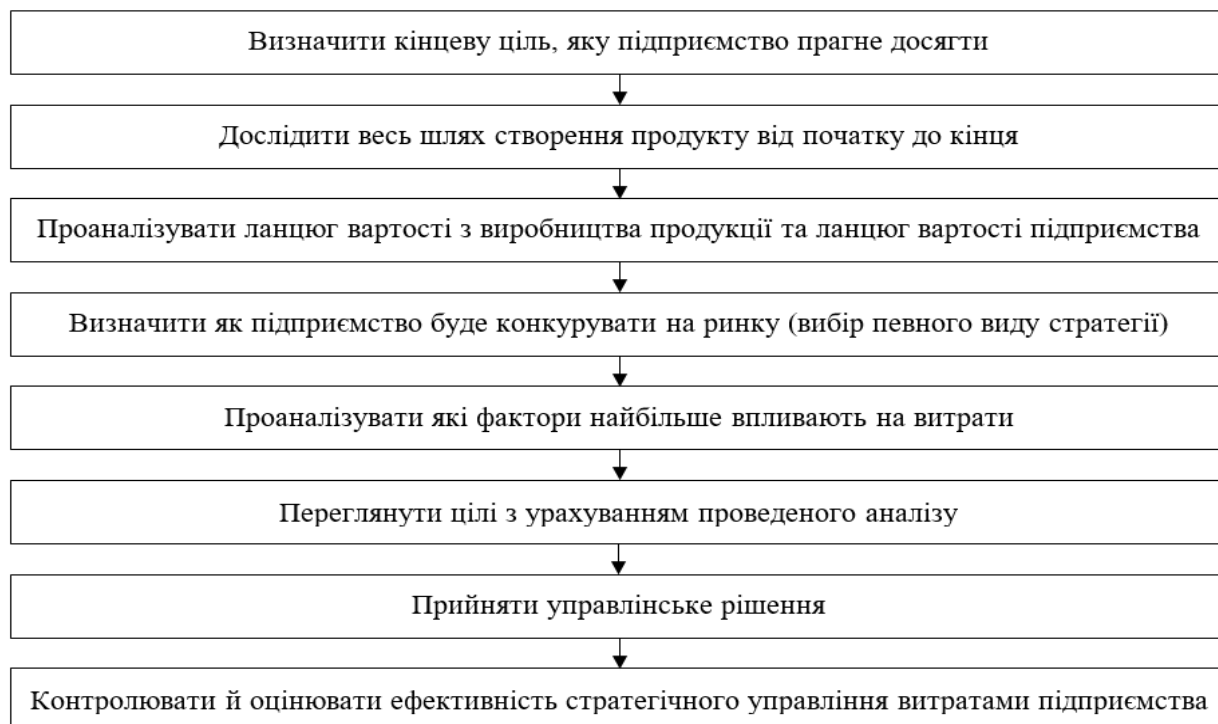 Визначити кінцеву ціль, яку підприємство прагне досягти
Дослідити весь шлях створення продукту від початку до кінця
Проаналізувати ланцюг вартості з виробництва продукції та ланцюг вартості підприємства
Визначити як підприємство буде конкурувати на ринку (вибір певного виду стратегії)
Проаналізувати які фактори найбільше впливають на витрати
Переглянути цілі з урахуванням проведеного аналізу
Прийняти управлінське рішення
Контролювати й оцінювати ефективність стратегічного управління витратами підприємства